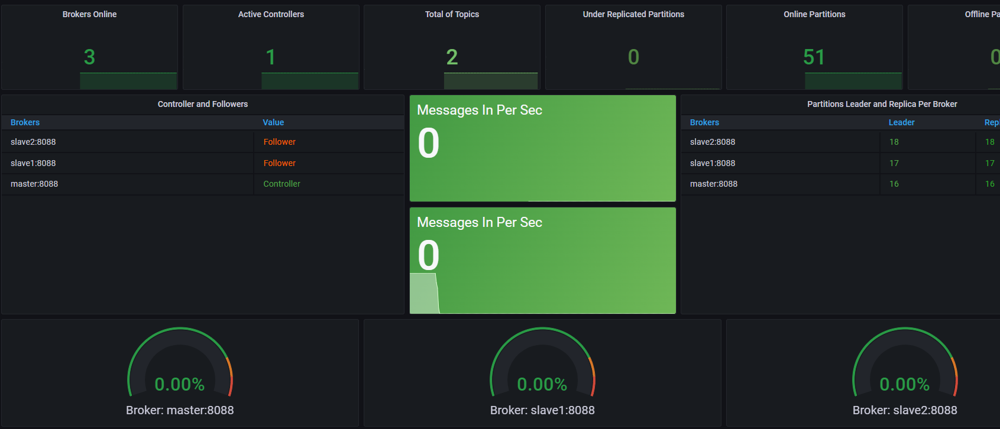 Brokers Online
3
Active Controllers
1
Total of Topics
2
Under Replicated Partitions
0
Online Partitions
51
Offline
0
Controller and Followers
Brokers Value
slave2:8088 Follower
slave1:8088 Follower
master:8088 Controller
Messages In Per Sec
0
Messages In Per Sec
0
Partitions Leader and Replica Per Broker
Brokers Leader
slave2:8088 18 18
slave1:8088 17 17
master:8088 16 16
0.00%
Broker: master:8088
0.00%
Broker: slave1:8088
0.00%
Broker: slave2:8088